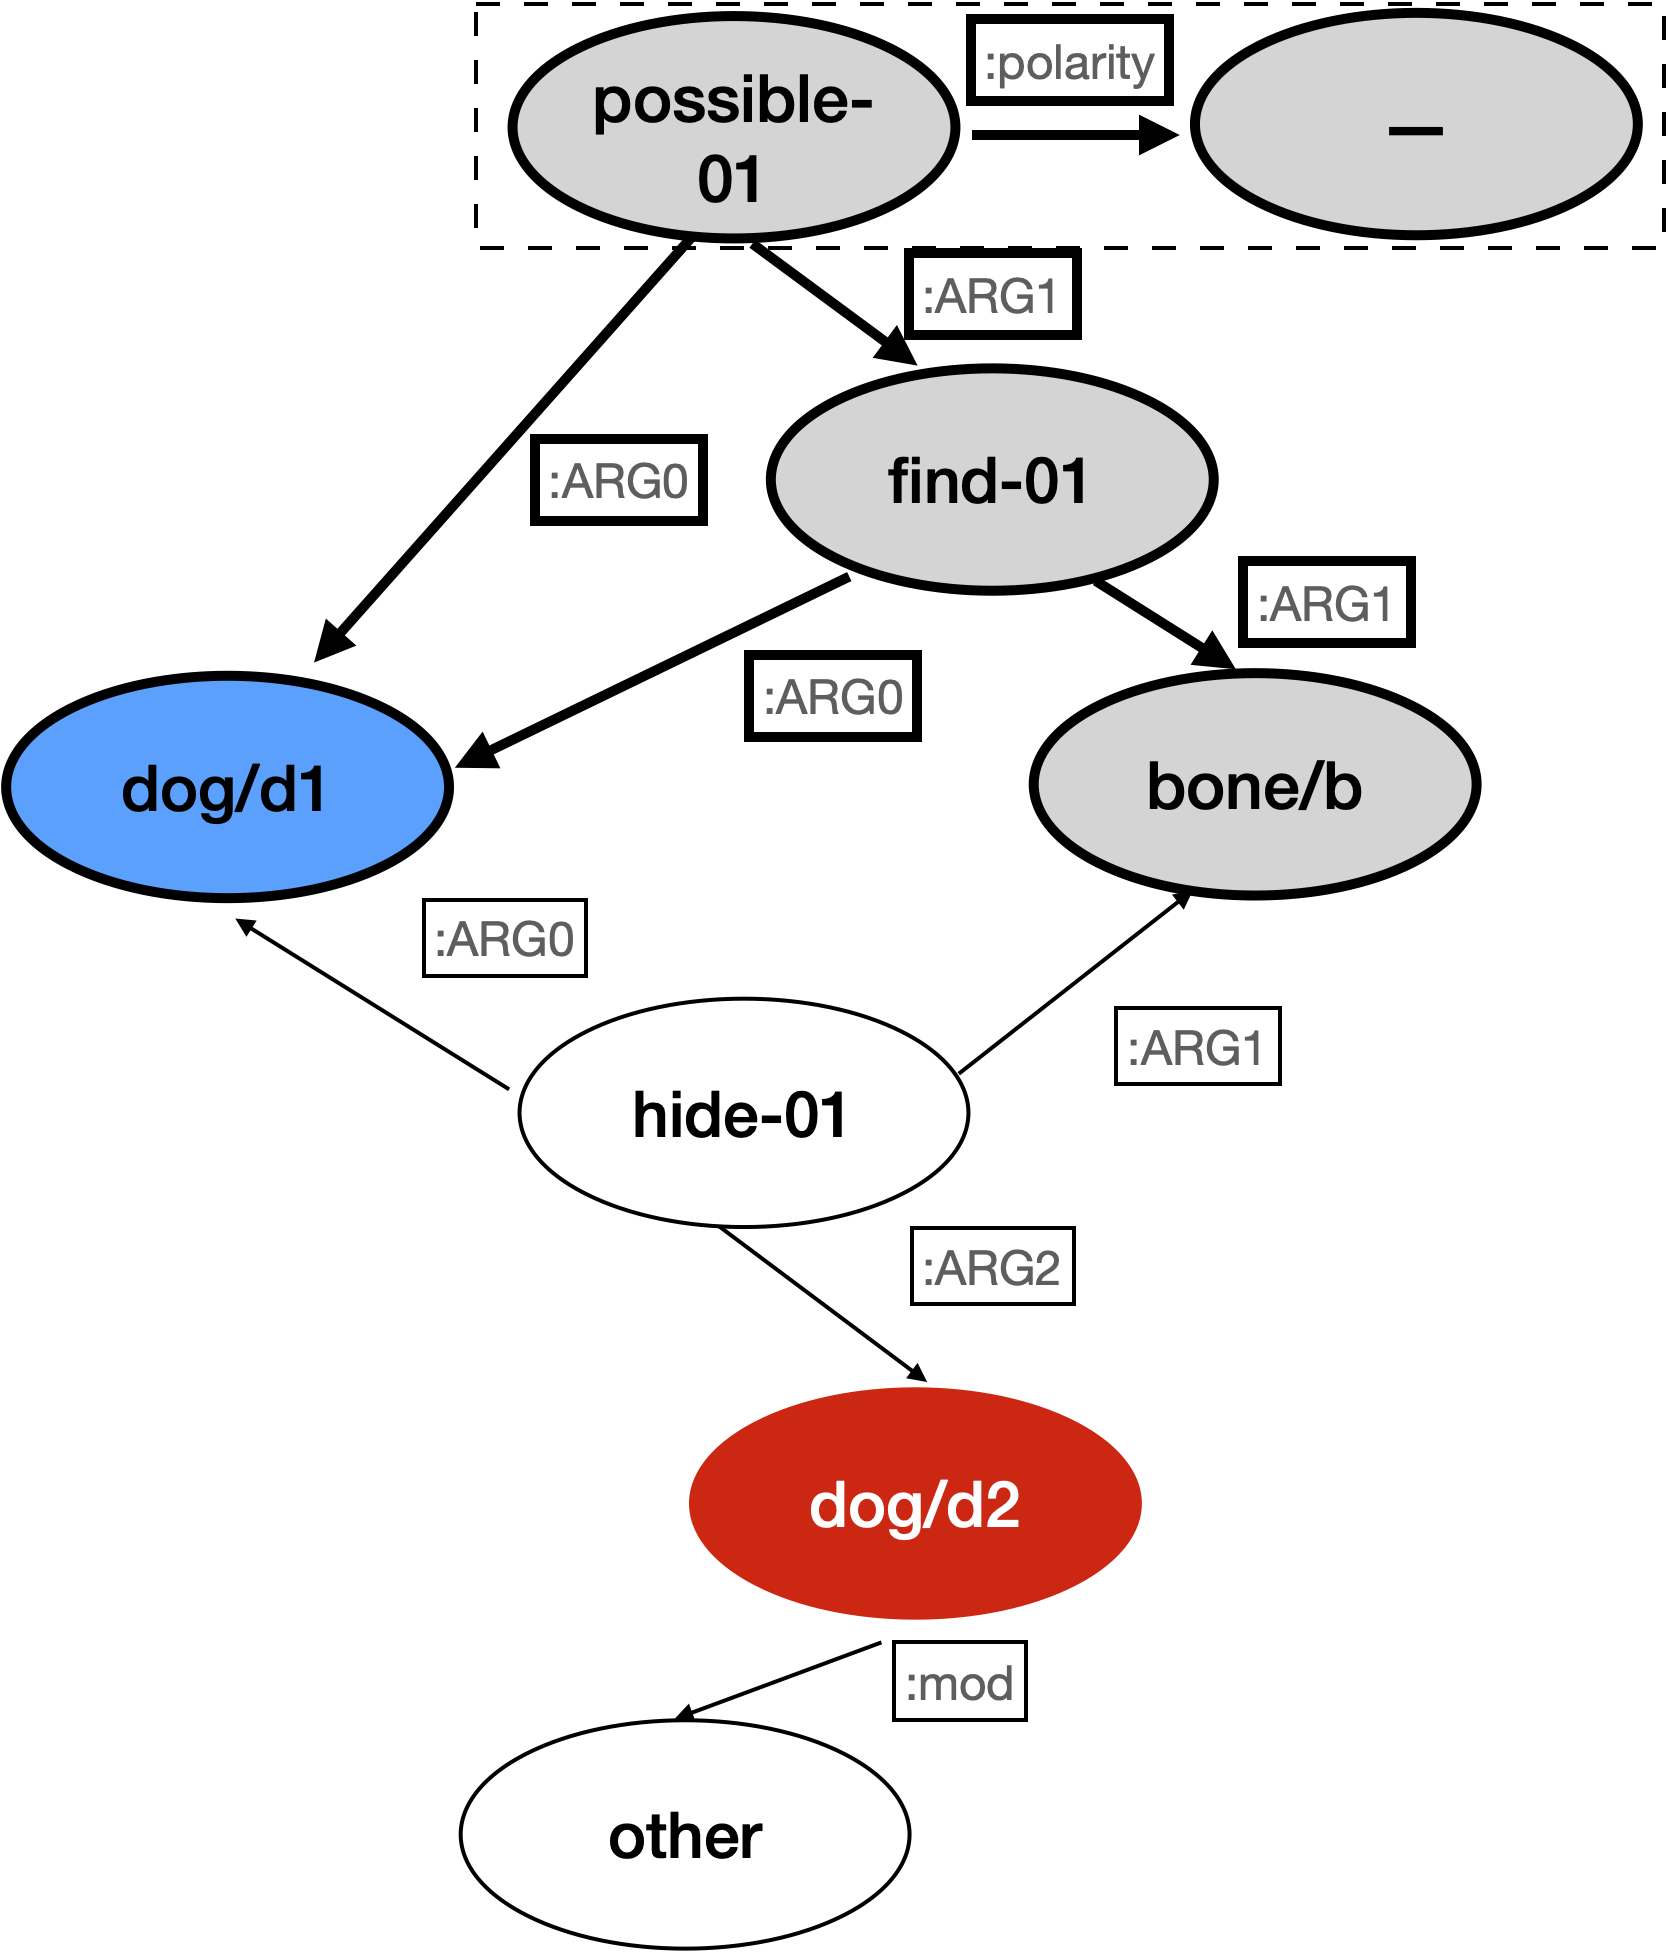 possible-
01
:polarity
–
:ARG1
:ARG0
find-01
:ARG1
:ARG0
dog/d1
bone/b
:ARG0
:ARG1
hide-01
:ARG2
dog/d2
:mod
other